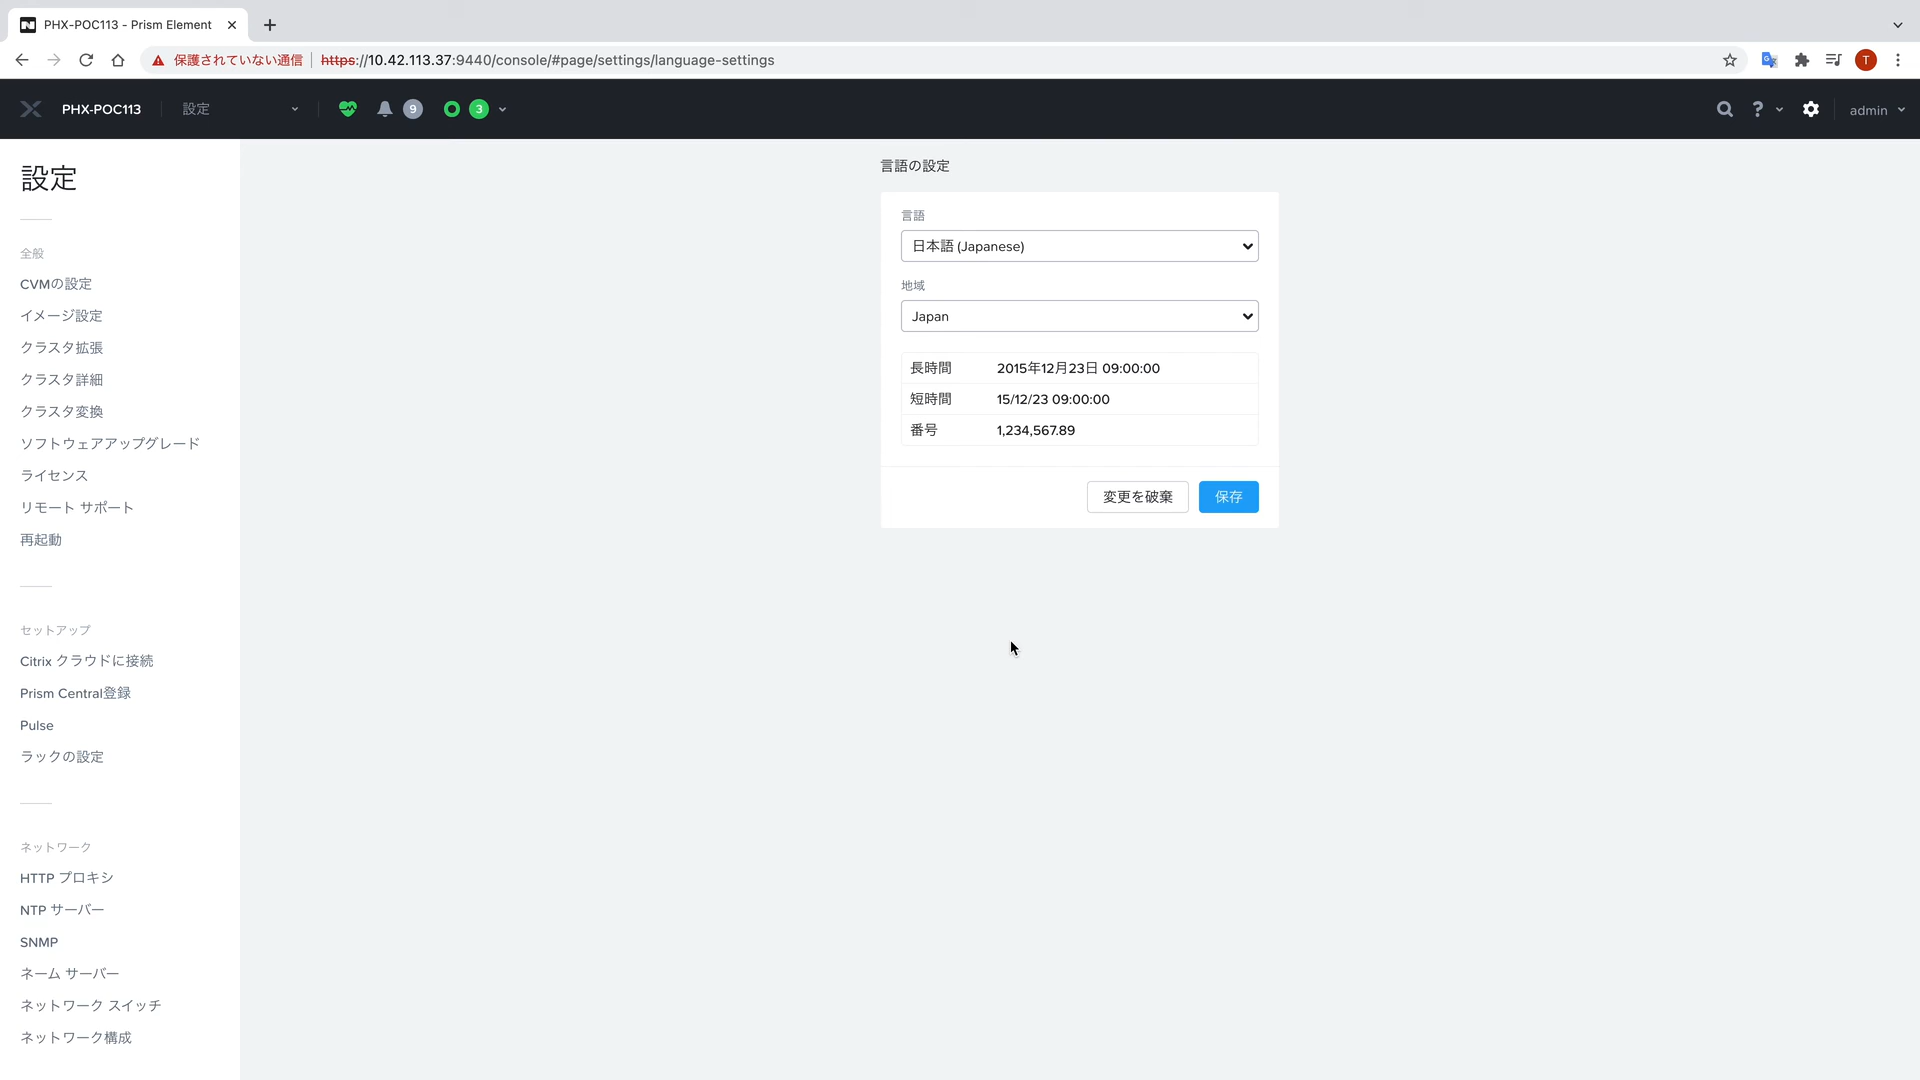 PHX-POC113 - Prism Element
保護されていない通信 https://10.42.113.37:9440/console/#page/settings/language-settings
T
PHX-POC113 設定 9 3 ? admin
設定
全般
CVMの設定
イメージ設定
クラスタ拡張
クラスタ詳細
クラスタ変換
ソフトウェアアップグレード
ライセンス
リモート サポート
再起動
セットアップ
Citrix クラウドに接続
Prism Central登録
Pulse
ラックの設定
ネットワーク
HTTP プロキシ
NTP サーバー
SNMP
ネーム サーバー
ネットワーク スイッチ
ネットワーク構成
言語の設定
言語
日本語 (Japanese)
地域
Japan
長時間 2015年12月23日 09:00:00
短時間 15/12/23 09:00:00
番号 1,234,567.89
変更を破棄 保存